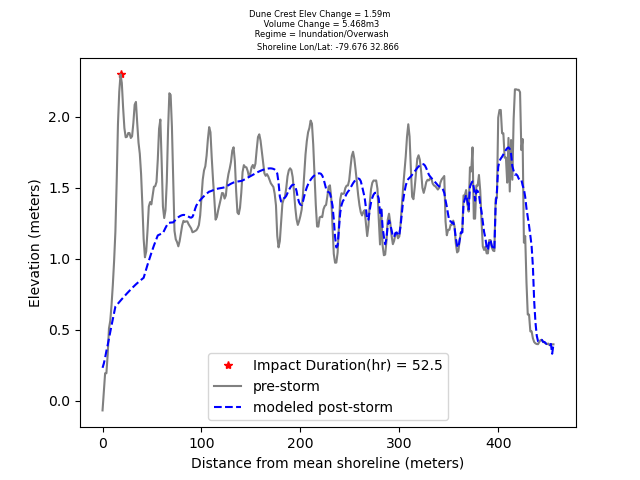 Dune Crest Elev Change = 1.59m
Volume Change = 5.468m3
Regime = Inundation/Overwash
Shoreline Lon/Lat: -79.676 32.866
2.0
1.5
1.0
0.5
0.0
Elevation (meters)
Impact Duration(hr) = 52.5
pre-storm
modeled post-storm
0 100 200 300 400
Distance from mean shoreline (meters)